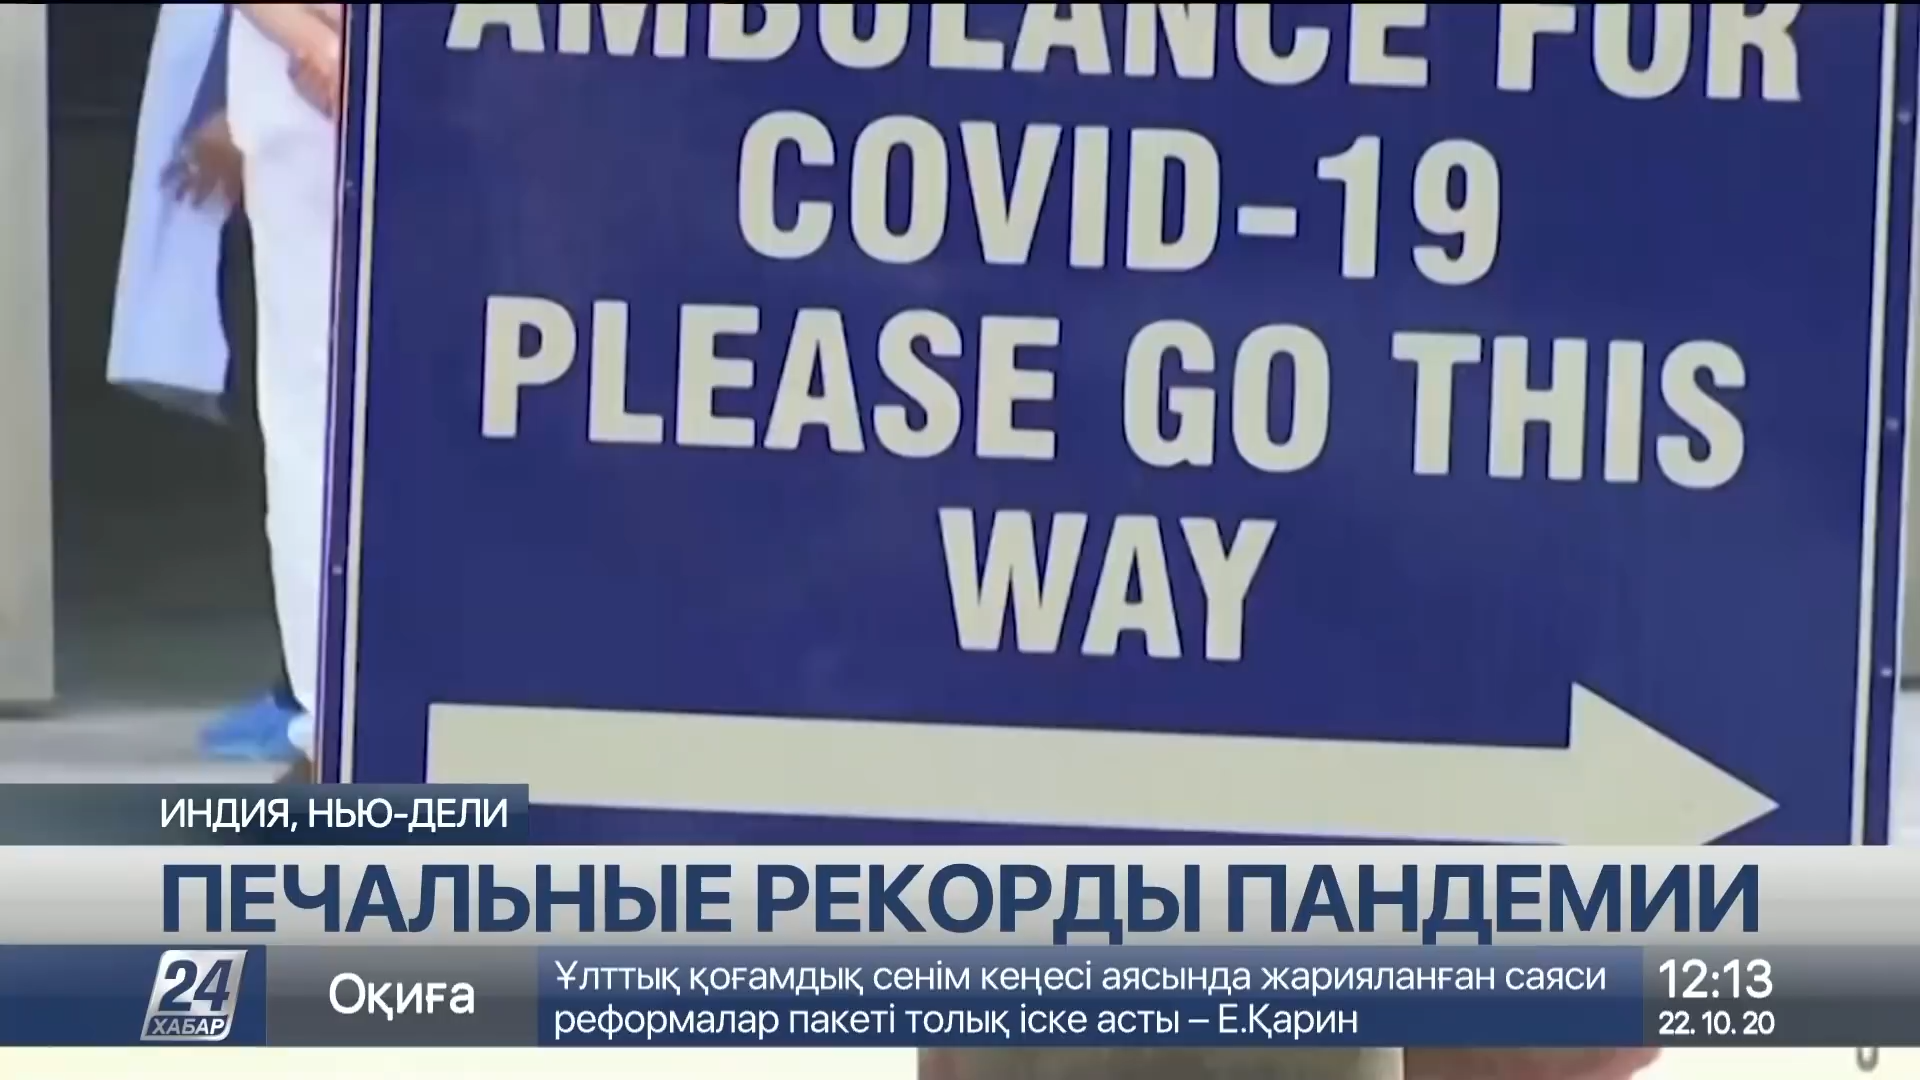 AMBULANCE FOR
COVID-19
PLEASE GO THIS
WAY
ИНДИЯ, НЬЮ-ДЕЛИ
ПЕЧАЛЬНЫЕ РЕКОРДЫ ПАНДЕМИИ
24
ХАБАР
Оқиға
Ұлттық қоғамдық сенім кеңесі аясында жарияланған саяси
реформалар пакеті толық іске асты – Е.Қарин
12:13
22. 10. 20